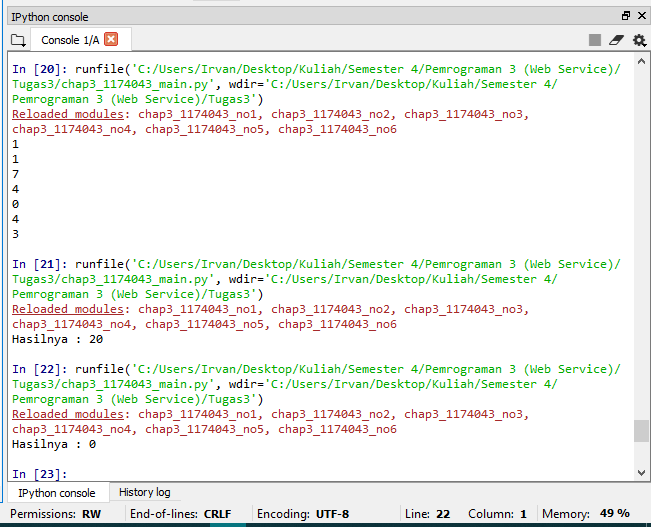 IPython console
Console 1/A
In [20]: runfile('C:/Users/Irvan/Desktop/Kuliah/Semester 4/Pemrograman 3 (Web Service)/
Tugas3/chap3_1174043_main.py', wdir='C:/Users/Irvan/Desktop/Kuliah/Semester 4/
Pemrograman 3 (Web Service)/Tugas3')
Reloaded modules: chap3_1174043_no1, chap3_1174043_no2, chap3_1174043_no3,
chap3_1174043_no4, chap3_1174043_no5, chap3_1174043_no6
1
1
7
4
0
4
3
In [21]: runfile('C:/Users/Irvan/Desktop/Kuliah/Semester 4/Pemrograman 3 (Web Service)/
Tugas3/chap3_1174043_main.py', wdir='C:/Users/Irvan/Desktop/Kuliah/Semester 4/
Pemrograman 3 (Web Service)/Tugas3')
Reloaded modules: chap3_1174043_no1, chap3_1174043_no2, chap3_1174043_no3,
chap3_1174043_no4, chap3_1174043_no5, chap3_1174043_no6
Hasilnya : 20
In [22]: runfile('C:/Users/Irvan/Desktop/Kuliah/Semester 4/Pemrograman 3 (Web Service)/
Tugas3/chap3_1174043_main.py', wdir='C:/Users/Irvan/Desktop/Kuliah/Semester 4/
Pemrograman 3 (Web Service)/Tugas3')
Reloaded modules: chap3_1174043_no1, chap3_1174043_no2, chap3_1174043_no3,
chap3_1174043_no4, chap3_1174043_no5, chap3_1174043_no6
Hasilnya : 0
In [23]:
IPython console History log
Permissions: RW End-of-lines: CRLF Encoding: UTF-8 Line: 22 Column: 1 Memory: 49 %